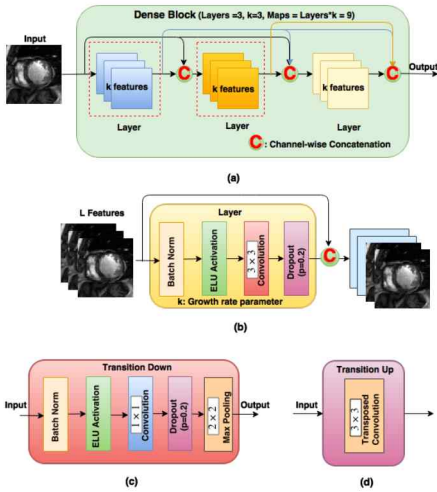 Dense Block (Layers =3, k=3, Maps = Layers*k = 9)
Input
Output
k features
k features
k features
C
C
C
Layer
Layer
Layer
C : Channel-wise Concatenation
(a)
L Features
Layer
Batch Norm
ELU Activation
3 × 3 Convolution
Dropout (p=0.2)
C
k: Growth rate parameter
(b)
Transition Down
Input
Batch Norm
ELU Activation
1 × 1 Convolution
Dropout (p=0.2)
2 × 2 Max Pooling
Output
(c)
Transition Up
Input
3 × 3 Transposed Convolution
(d)